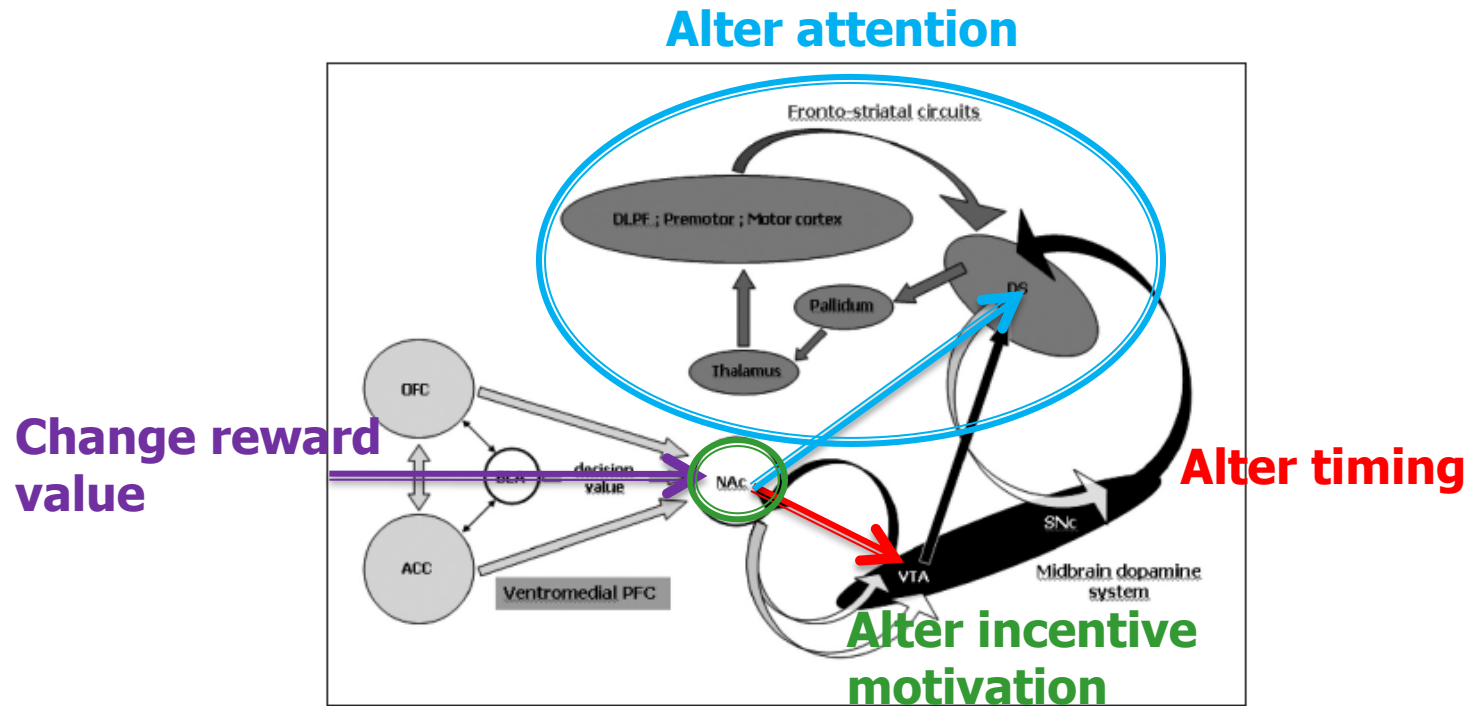 Alter attention
Fronto-striatal circuits
DLPF ; Premotor ; Motor cortex
DS
Pallidum
Thalamus
OFC
Change reward
value
BLA
decision
value
NAc
Alter timing
SNc
ACC
VTA
Midbrain dopamine
system
Ventromedial PFC
Alter incentive
motivation